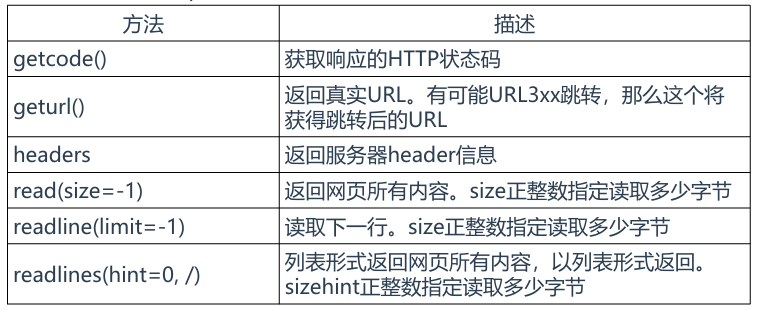 方法 描述
getcode() 获取响应的HTTP状态码
geturl() 返回真实URL。有可能URL3xx跳转，那么这个将
获得跳转后的URL
headers 返回服务器header信息
read(size=-1) 返回网页所有内容。size正整数指定读取多少字节
readline(limit=-1) 读取下一行。size正整数指定读取多少字节
readlines(hint=0, /) 列表形式返回网页所有内容，以列表形式返回。
sizehint正整数指定读取多少字节